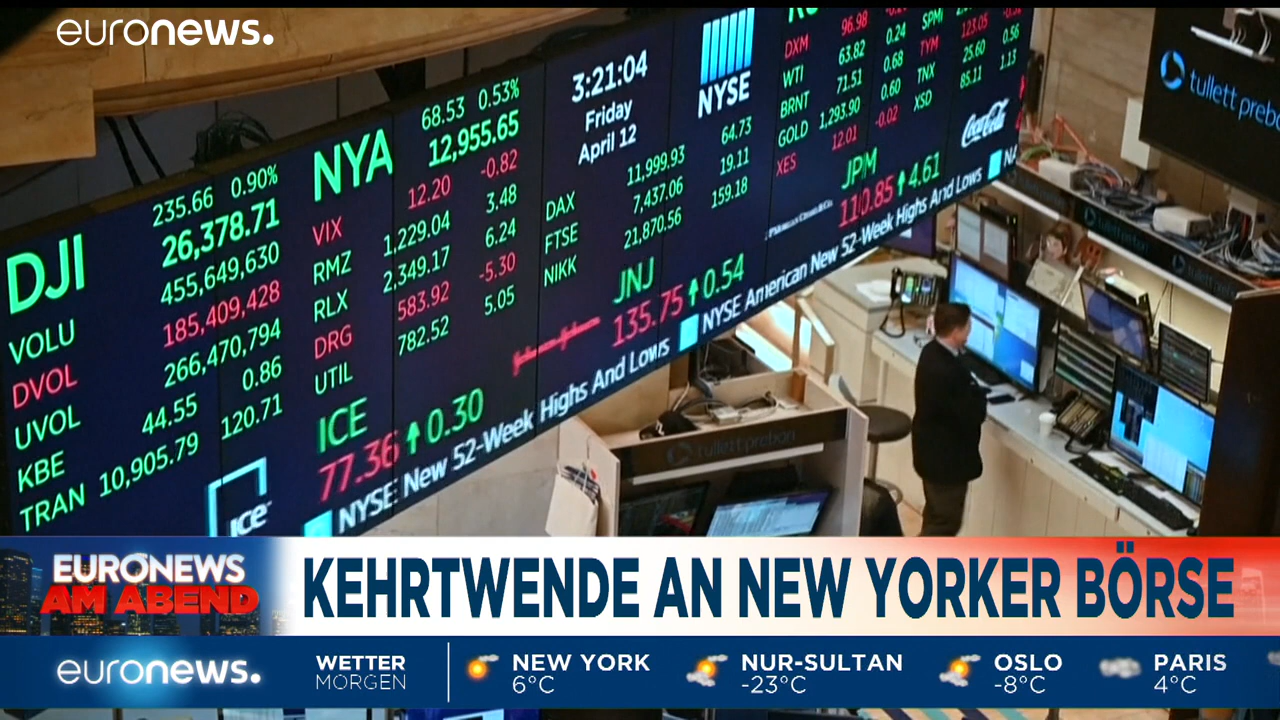 euronews.
DJI 235.66 0.90%
26,378.71
VOLU 455,649,630
DVOL 185,409,428
UVOL 266,470,794
KBE 44.55 0.86
TRAN 10,905.79 120.71
ice
NYA 68.53 0.53%
12,955.65
VIX 12.20 -0.82
RMZ 1,229.04 3.48
RLX 2,349.17 6.24
DRG 583.92 -5.30
UTIL 782.52 5.05
ICE
77.36 0.30
3:21:04
Friday
April 12
DAX 11,999.93 64.73
FTSE 7,437.06 19.11
NIKK 21,870.56 159.18
JNJ
135.75 0.54
NYSE
DXM 96.98
WTI 63.82 0.24
BRNT 71.51 0.68
GOLD 1,293.90 0.60
XES 12.01 -0.02
SPM
TYM 123.05
TNX 25.60 0.56
XSD 85.11 1.13
JPM
110.85 4.61
Coca-Cola
NYSE New 52-Week Highs And Lows
NYSE American New 52-Week Highs And Lows
tullett prebon
tullett prebo
EURONEWS
AM ABEND
KEHRTWENDE AN NEW YORKER BÖRSE
euronews.
WETTER
MORGEN
NEW YORK
6°C
NUR-SULTAN
-23°C
OSLO
-8°C
PARIS
4°C